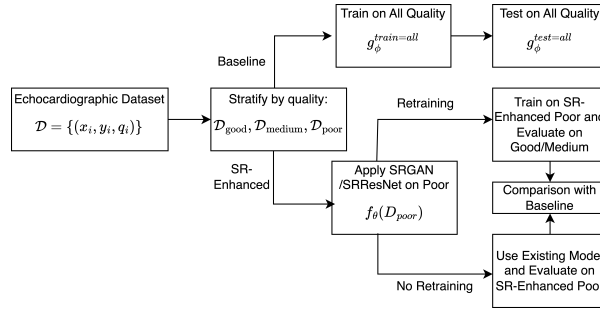 Train on All Quality
g_ϕ^{train=all}
Test on All Quality
g_ϕ^{test=all}
Baseline
Echocardiographic Dataset
𝒟 = {(x_i, y_i, q_i)}
Stratify by quality:
𝒟_good, 𝒟_medium, 𝒟_poor
SR-
Enhanced
Retraining
Train on SR-
Enhanced Poor and
Evaluate on
Good/Medium
Apply SRGAN
/SRResNet on Poor
f_θ(D_poor)
Comparison with
Baseline
No Retraining
Use Existing Mode
and Evaluate on
SR-Enhanced Poo